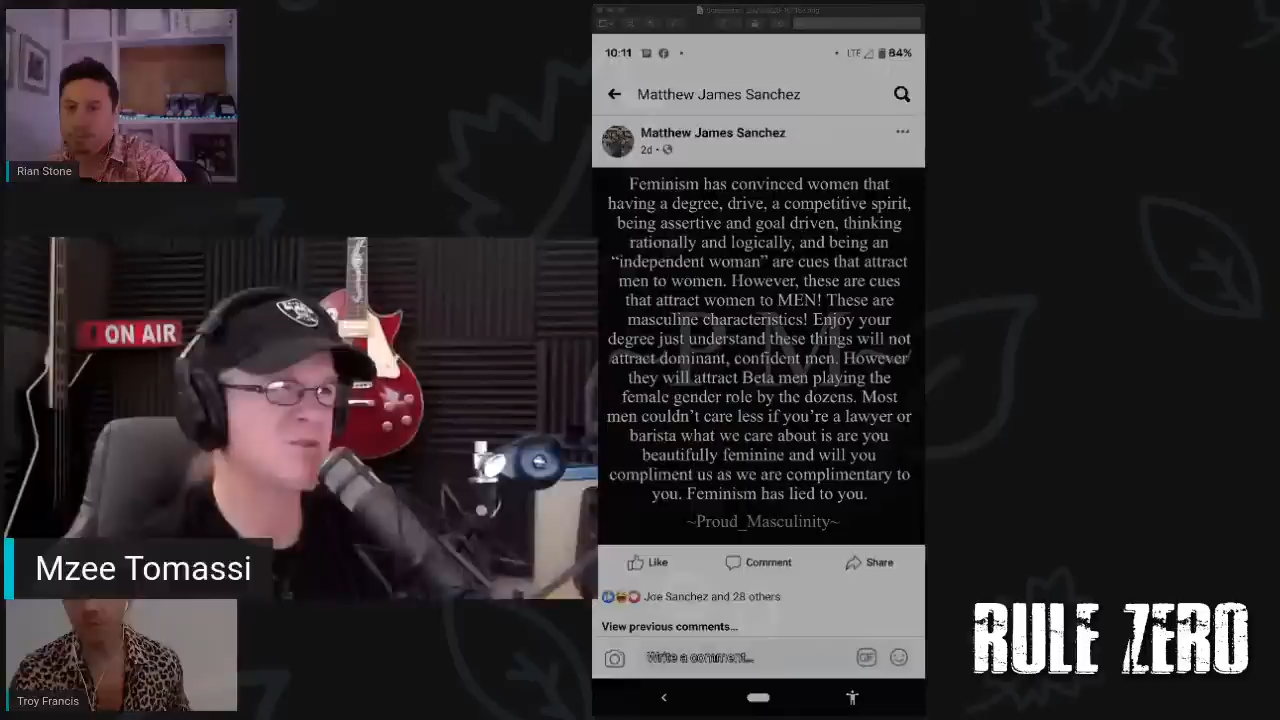 Rian Stone
ON AIR
Mzee Tomassi
Troy Francis
10:11
LTE
84%
Matthew James Sanchez
Matthew James Sanchez
2d
Feminism has convinced women that
having a degree, drive, a competitive spirit,
being assertive and goal driven, thinking
rationally and logically, and being an
“independent woman” are cues that attract
men to women. However, these are cues
that attract women to MEN! These are
masculine characteristics! Enjoy your
degree just understand these things will not
attract dominant, confident men. However
they will attract Beta men playing the
female gender role by the dozens. Most
men couldn’t care less if you’re a lawyer or
barista what we care about is are you
beautifully feminine and will you
compliment us as we are complimentary to
you. Feminism has lied to you.
~Proud_Masculinity~
Like
Comment
Share
Joe Sanchez and 28 others
View previous comments...
Write a comment...
GIF
RULE ZERO